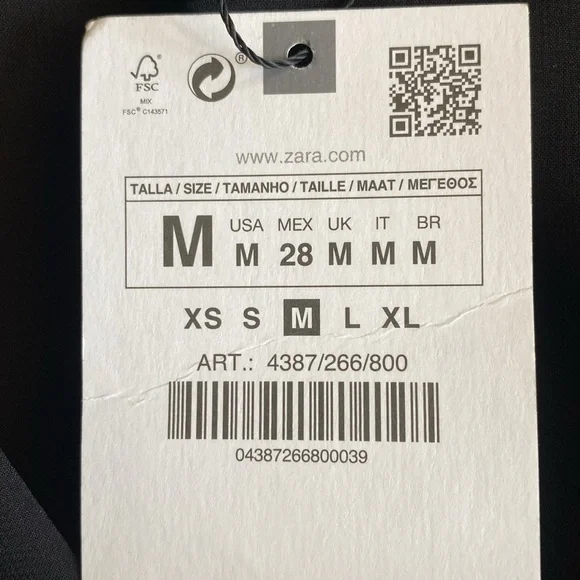 FSC
MIX
FSC® C143571
®
www.zara.com
TALLA / SIZE / TAMANHO / TAILLE / MAAT / ΜΕΓΕΘΟΣ
M
USA MEX UK IT BR
M 28 M M M
XS S M L XL
ART.: 4387/266/800
04387266800039